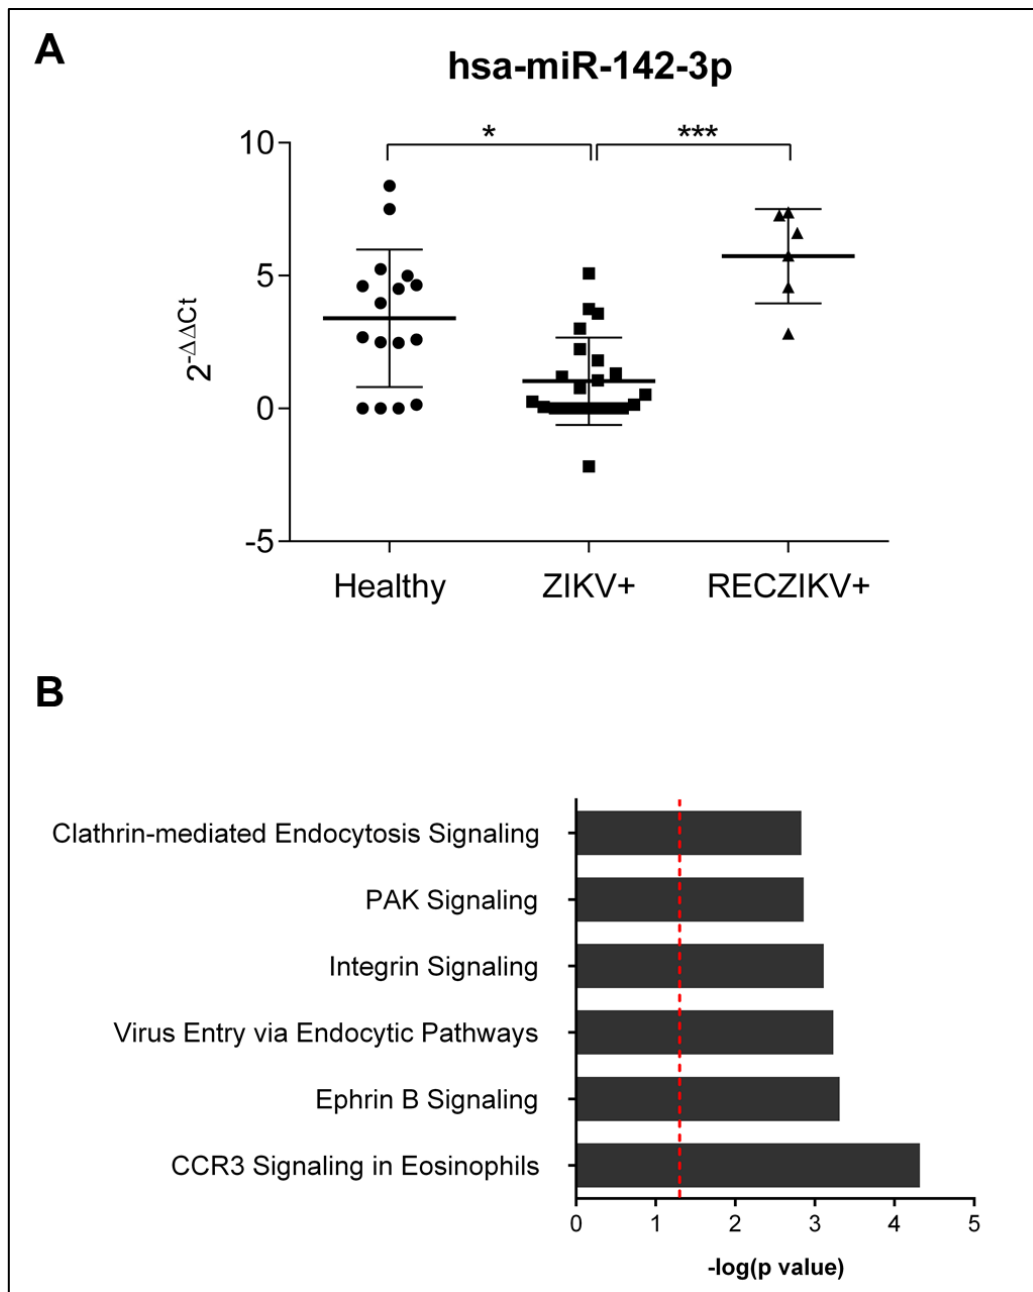 A
hsa-miR-142-3p
* ***
10
5
0
-5
2^-ΔΔCt
Healthy ZIKV+ RECZIKV+
B
Clathrin-mediated Endocytosis Signaling
PAK Signaling
Integrin Signaling
Virus Entry via Endocytic Pathways
Ephrin B Signaling
CCR3 Signaling in Eosinophils
0 1 2 3 4 5
-log(p value)